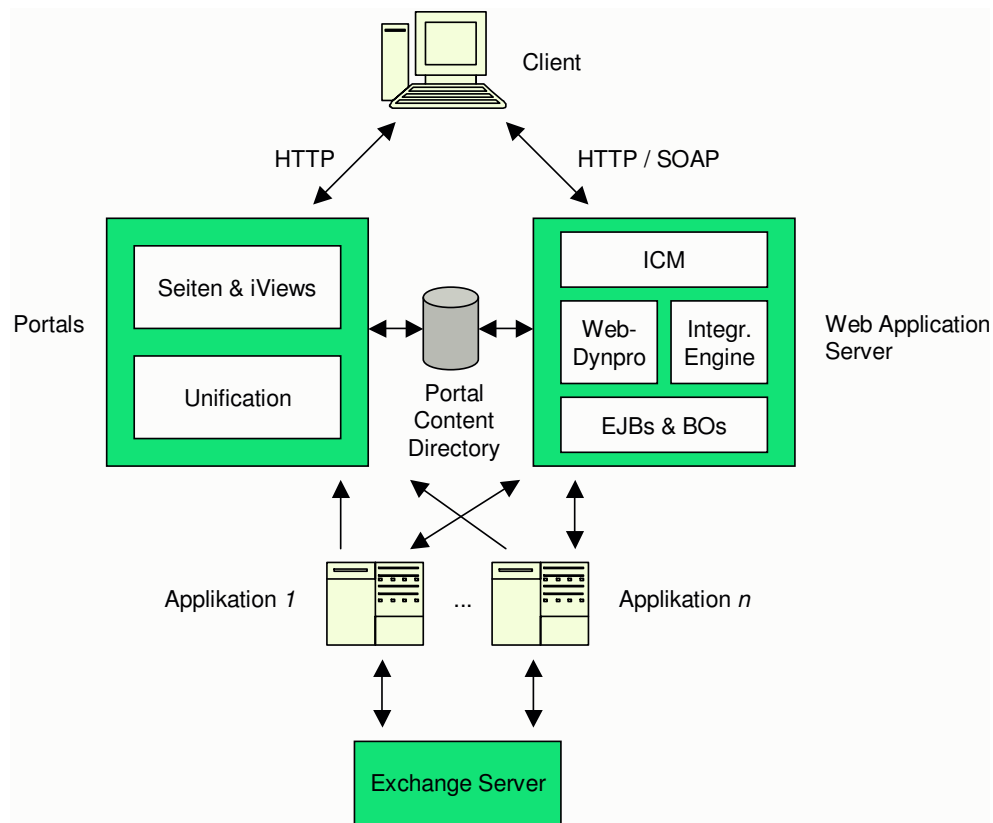 Client
HTTP
HTTP / SOAP
Portals
Seiten & iViews
Unification
Portal
Content
Directory
ICM
Web-
Dynpro
Integr.
Engine
EJBs & BOs
Web Application
Server
Applikation 1
...
Applikation n
Exchange Server